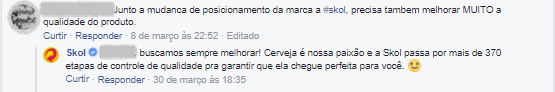 Junto a mudança de posicionamento da marca a #skol, precisa tambem melhorar MUITO a
qualidade do produto.
Curtir · Responder · 8 de março às 22:52 · Editado
Skol buscamos sempre melhorar! Cerveja é nossa paixão e a Skol passa por mais de 370
etapas de controle de qualidade pra garantir que ela chegue perfeita para você. 😉
Curtir · Responder · 30 de março às 18:35